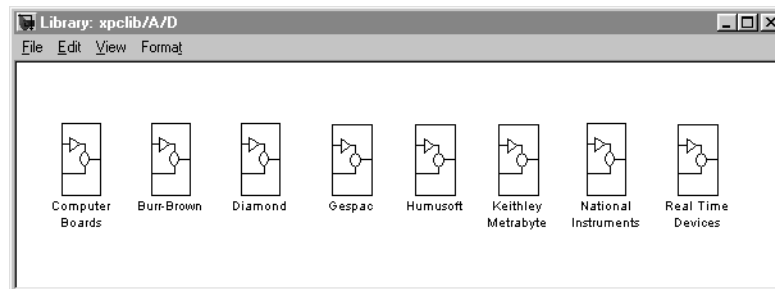 Library: xpclib/A/D
File Edit View Format
Computer Boards
Burr-Brown
Diamond
Gespac
Humusoft
Keithley Metrabyte
National Instruments
Real Time Devices